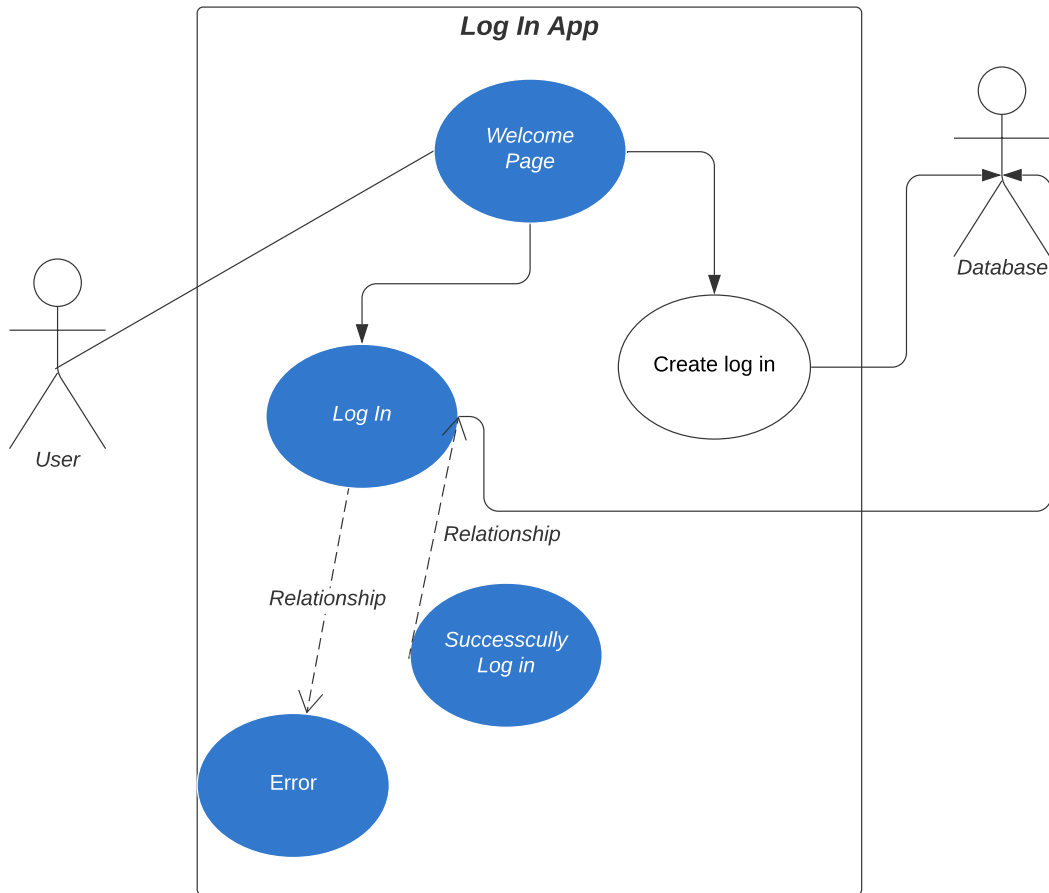 Log In App
Welcome
Page
Database
Create log in
Log In
User
Relationship
Relationship
Successcully
Log in
Error